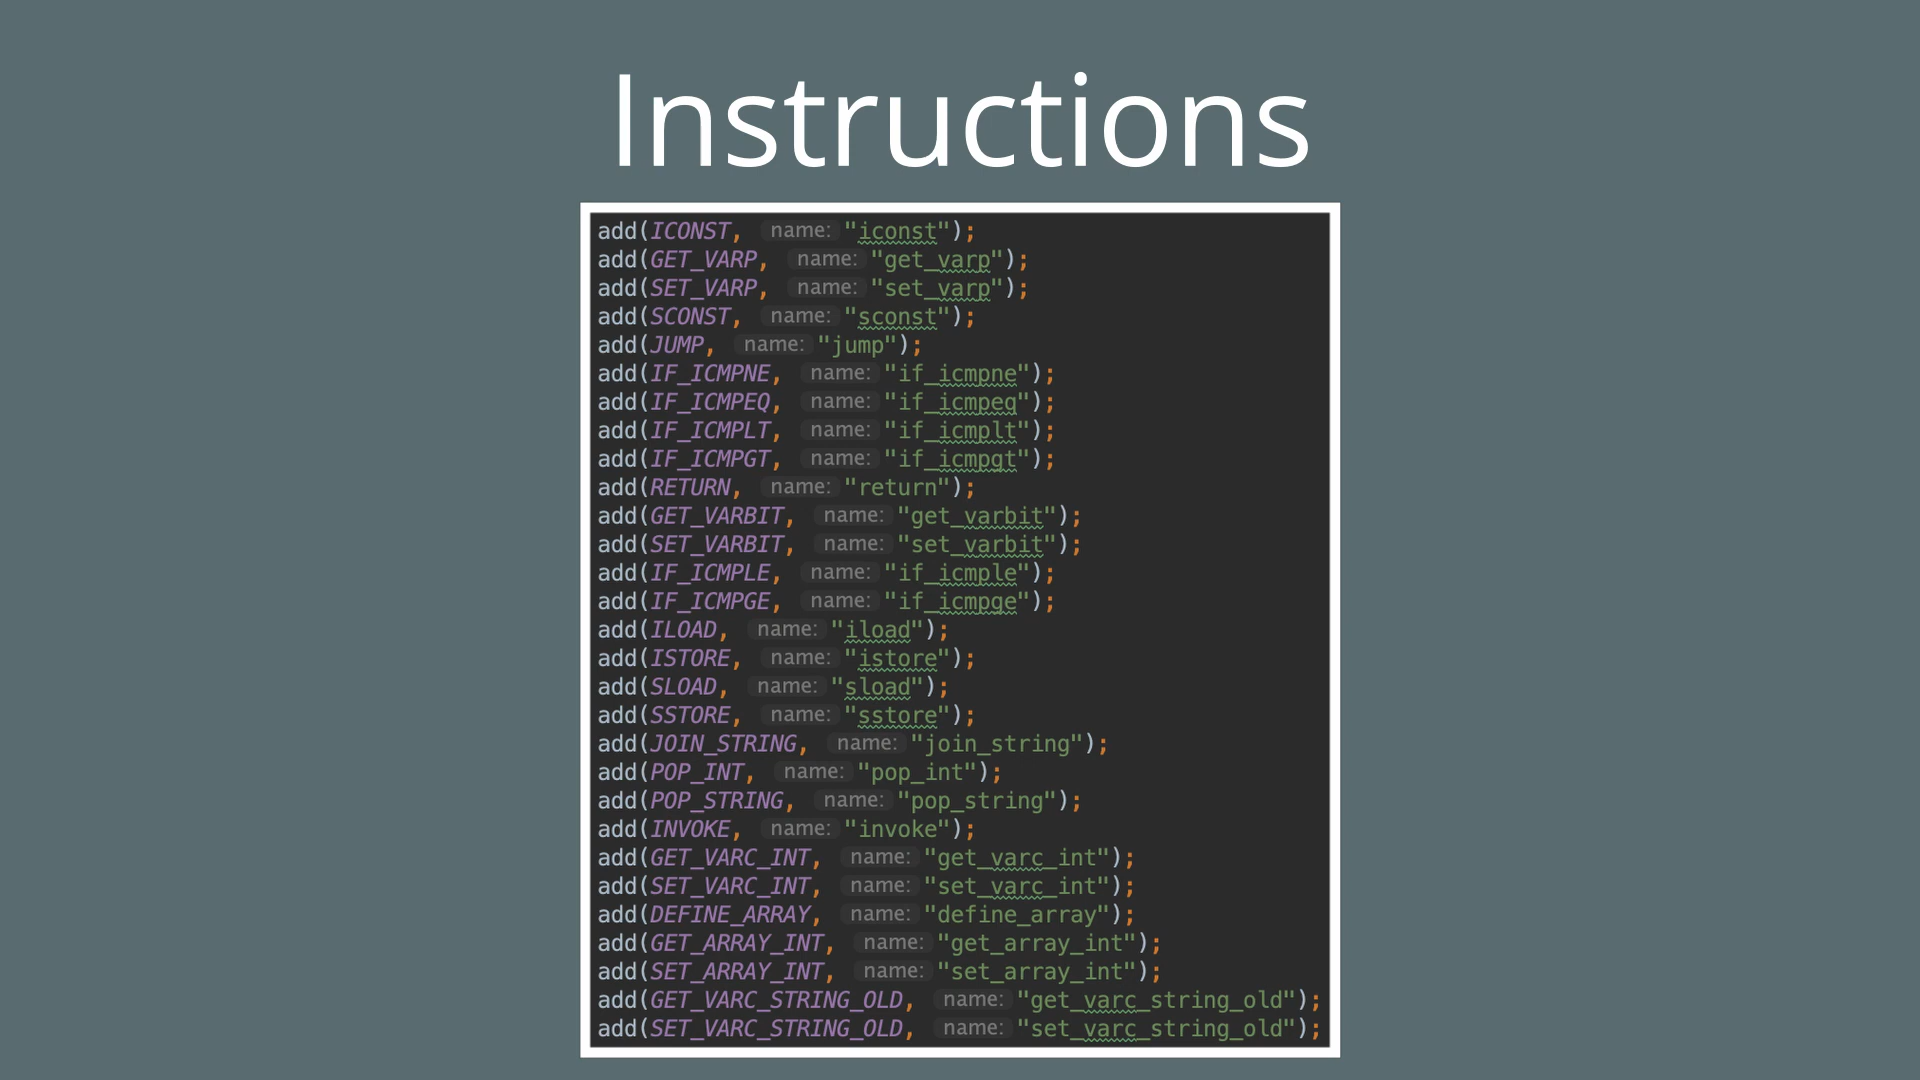 Instructions
add(ICONST, name: "iconst");
add(GET_VARP, name: "get_varp");
add(SET_VARP, name: "set_varp");
add(SCONST, name: "sconst");
add(JUMP, name: "jump");
add(IF_ICMPNE, name: "if_icmpne");
add(IF_ICMPEQ, name: "if_icmpeq");
add(IF_ICMPLT, name: "if_icmplt");
add(IF_ICMPGT, name: "if_icmpgt");
add(RETURN, name: "return");
add(GET_VARBIT, name: "get_varbit");
add(SET_VARBIT, name: "set_varbit");
add(IF_ICMPLE, name: "if_icmple");
add(IF_ICMPGE, name: "if_icmpge");
add(ILOAD, name: "iload");
add(ISTORE, name: "istore");
add(SLOAD, name: "sload");
add(SSTORE, name: "sstore");
add(JOIN_STRING, name: "join_string");
add(POP_INT, name: "pop_int");
add(POP_STRING, name: "pop_string");
add(INVOKE, name: "invoke");
add(GET_VARC_INT, name: "get_varc_int");
add(SET_VARC_INT, name: "set_varc_int");
add(DEFINE_ARRAY, name: "define_array");
add(GET_ARRAY_INT, name: "get_array_int");
add(SET_ARRAY_INT, name: "set_array_int");
add(GET_VARC_STRING_OLD, name: "get_varc_string_old");
add(SET_VARC_STRING_OLD, name: "set_varc_string_old");